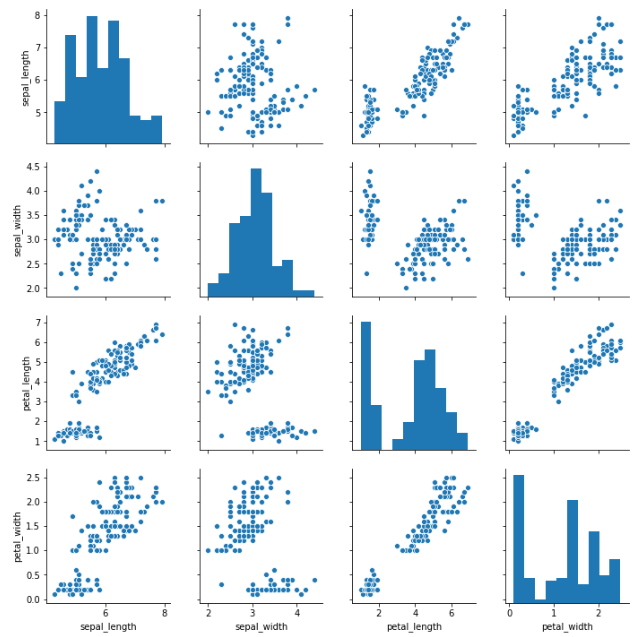 8
7
6
5
sepal_length
4.5
4.0
3.5
3.0
2.5
2.0
sepal_width
7
6
5
4
3
2
1
petal_length
2.5
2.0
1.5
1.0
0.5
0.0
petal_width
6 8
sepal_length
2 3 4
sepal_width
2 4 6
petal_length
0 1 2
petal_width